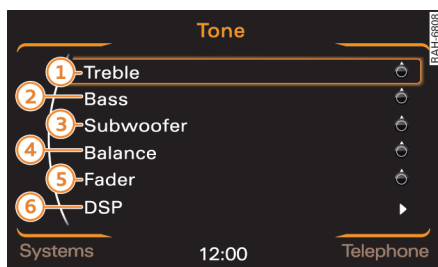 Tone
RAH-6808
1 Treble
2 Bass
3 Subwoofer
4 Balance
5 Fader
6 DSP
Systems 12:00 Telephone